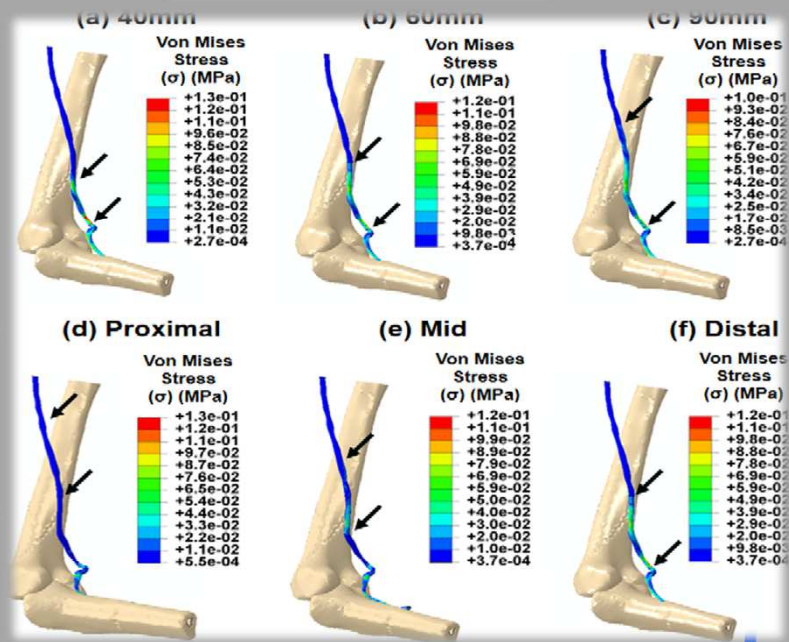 (a) 40mm
Von Mises
Stress
(σ) (MPa)
+1.3e-01
+1.2e-01
+1.1e-01
+9.6e-02
+8.5e-02
+7.4e-02
+6.4e-02
+5.3e-02
+4.3e-02
+3.2e-02
+2.1e-02
+1.1e-02
+2.7e-04
(b) 60mm
Von Mises
Stress
(σ) (MPa)
+1.2e-01
+1.1e-01
+9.8e-02
+8.8e-02
+7.8e-02
+6.9e-02
+5.9e-02
+4.9e-02
+3.9e-02
+2.9e-02
+2.0e-02
+9.8e-03
+3.7e-04
(c) 90mm
Von Mises
Stress
(σ) (MPa)
+1.0e-01
+9.3e-02
+8.4e-02
+7.6e-02
+6.7e-02
+5.9e-02
+5.1e-02
+4.2e-02
+3.4e-02
+2.5e-02
+1.7e-02
+8.5e-03
+2.7e-04
(d) Proximal
Von Mises
Stress
(σ) (MPa)
+1.3e-01
+1.2e-01
+1.1e-01
+9.7e-02
+8.7e-02
+7.6e-02
+6.5e-02
+5.4e-02
+4.4e-02
+3.3e-02
+2.2e-02
+1.1e-02
+5.5e-04
(e) Mid
Von Mises
Stress
(σ) (MPa)
+1.2e-01
+1.1e-01
+9.9e-02
+8.9e-02
+7.9e-02
+6.9e-02
+6.0e-02
+5.0e-02
+4.0e-02
+3.0e-02
+2.0e-02
+1.0e-02
+3.7e-04
(f) Distal
Von Mises
Stress
(σ) (MPa)
+1.2e-01
+1.1e-01
+9.8e-02
+8.8e-02
+7.8e-02
+6.9e-02
+5.9e-02
+4.9e-02
+3.9e-02
+2.9e-02
+2.0e-02
+9.8e-03
+3.7e-04